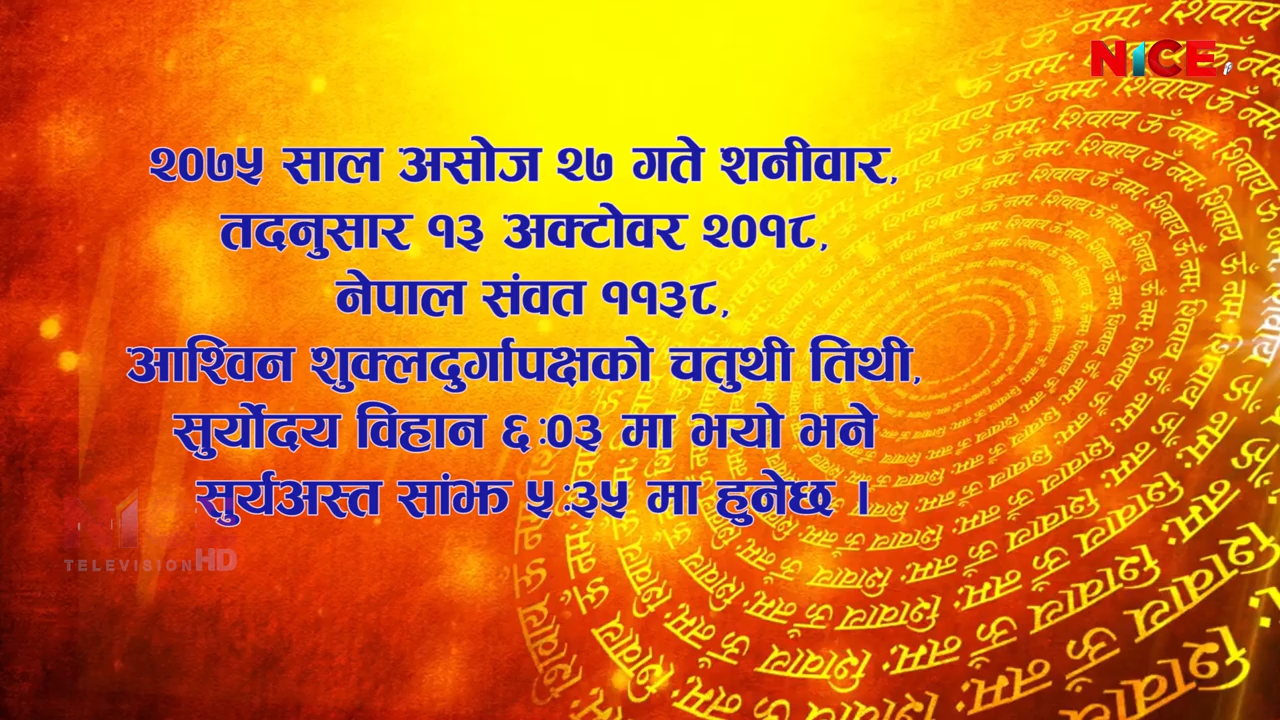 NICE
२०७५ साल असोज २७ गते शनीवार,
तदनुसार १३ अक्टोवर २०१८,
नेपाल संवत ११३८,
आश्विन शुक्लदुर्गापक्षको चतुथी तिथी,
सुर्योदय विहान ६:०३ मा भयो भने
सुर्यअस्त सांझ ५:३५ मा हुनेछ ।
TELEVISION HD
ॐ नमः शिवाय